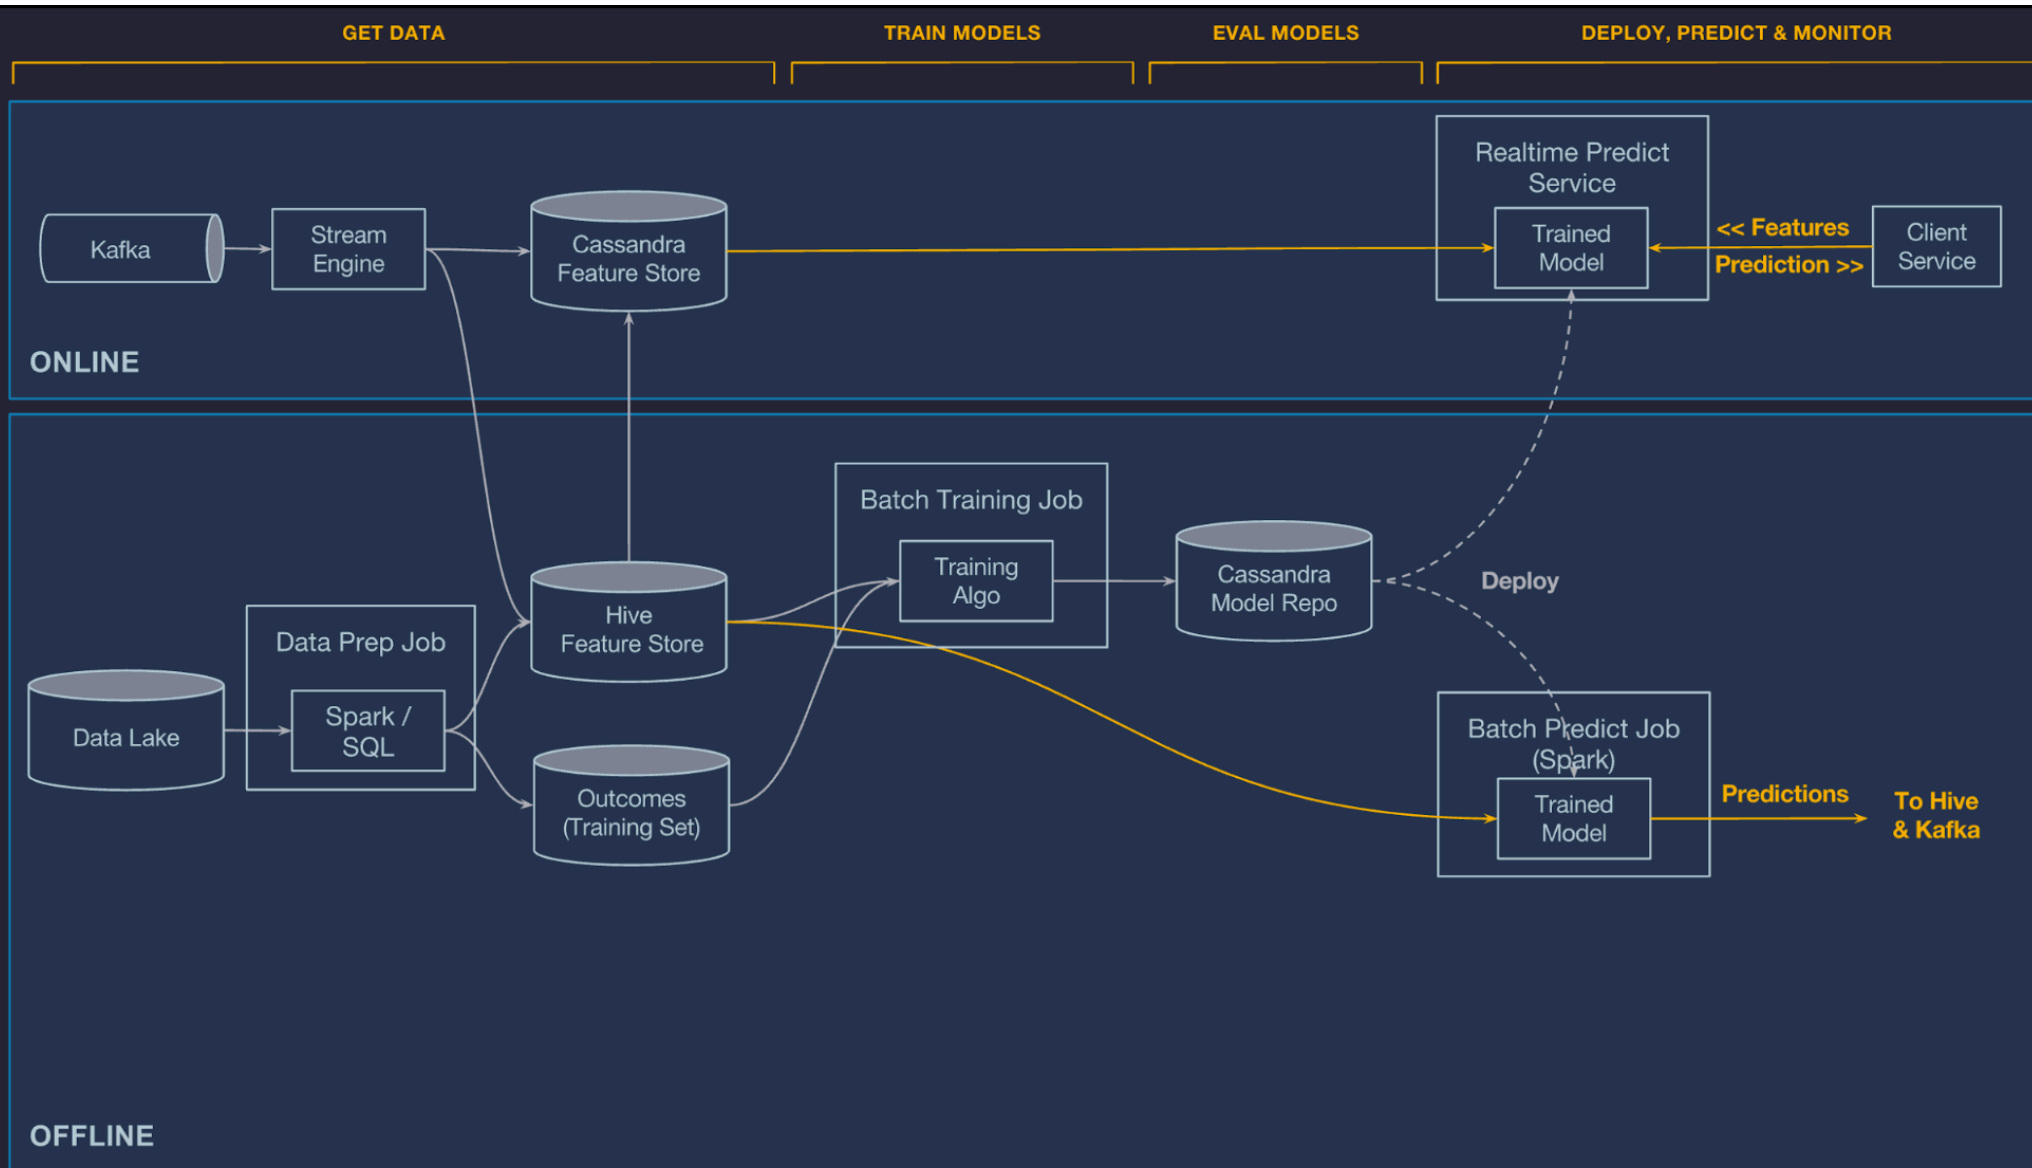 GET DATA
TRAIN MODELS
EVAL MODELS
DEPLOY, PREDICT & MONITOR
Realtime Predict
Service
Kafka
Stream
Engine
Cassandra
Feature Store
Trained
Model
<< Features
Prediction >>
Client
Service
ONLINE
Batch Training Job
Training
Algo
Cassandra
Model Repo
Deploy
Hive
Feature Store
Data Prep Job
Spark /
SQL
Data Lake
Outcomes
(Training Set)
Batch Predict Job
(Spark)
Trained
Model
Predictions
To Hive
& Kafka
OFFLINE